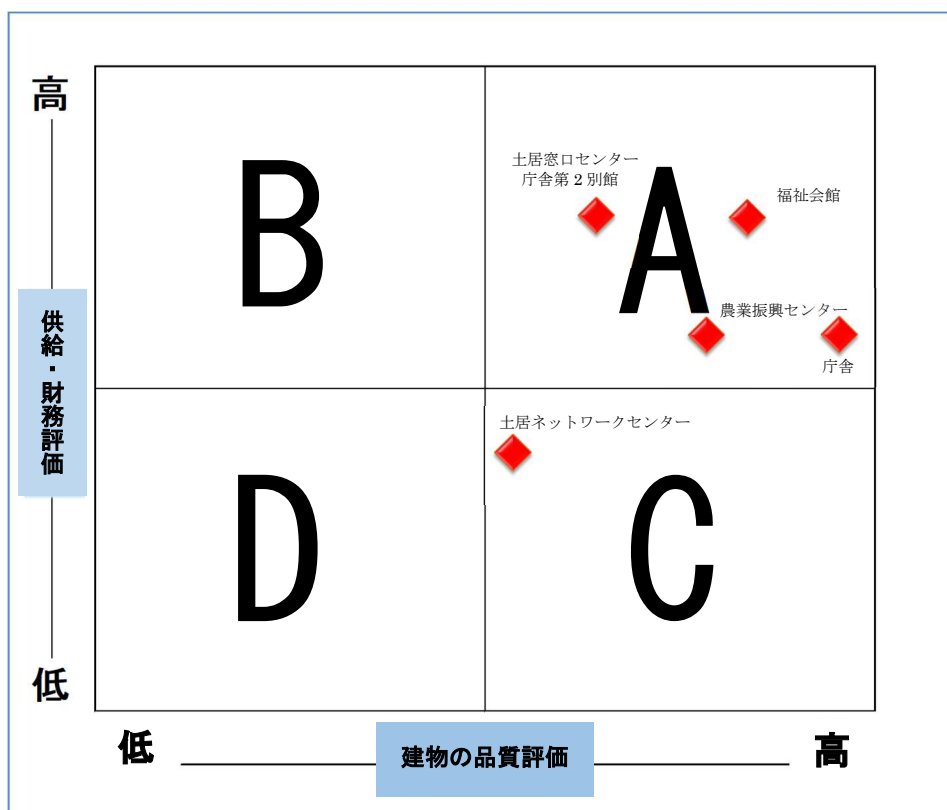 高
B
A
土居窓口センター
庁舎第２別館
福祉会館
農業振興センター
庁舎
供給・財務評価
土居ネットワークセンター
D
C
低
低
建物の品質評価
高